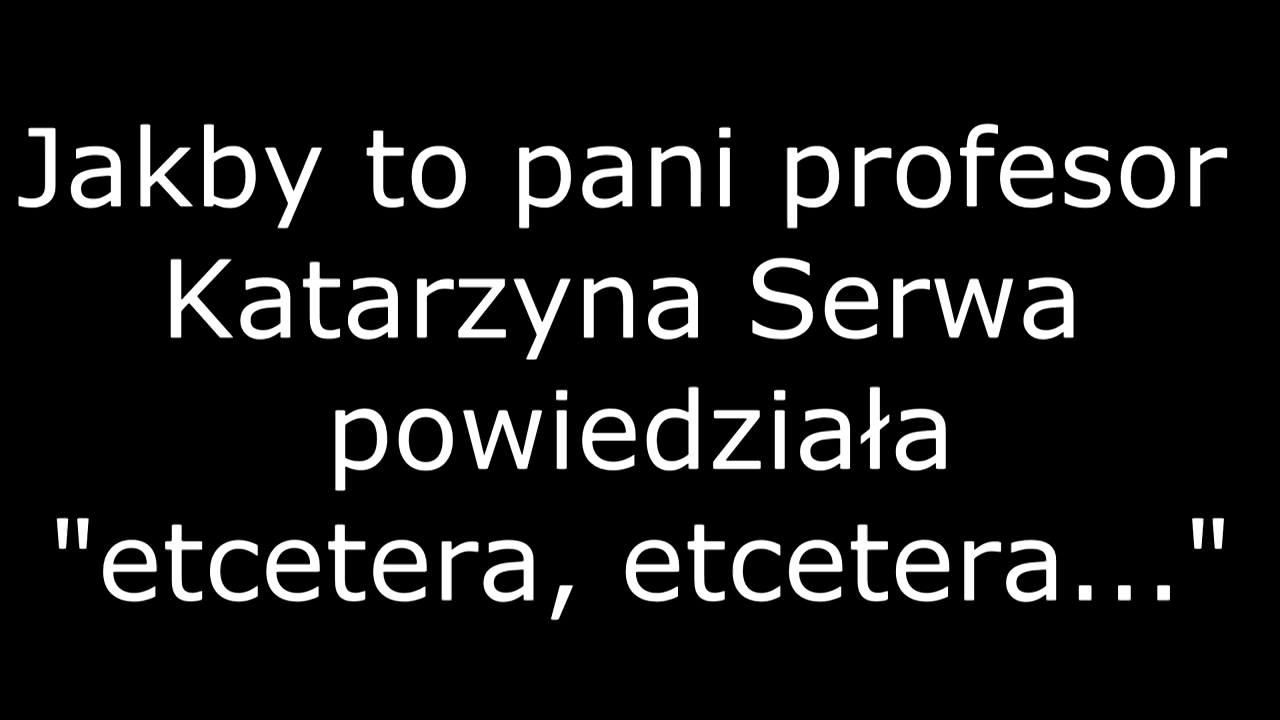 Jakby to pani profesor
Katarzyna Serwa
powiedziała
"etcetera, etcetera..."